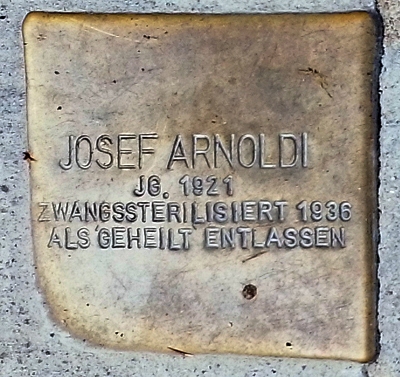 JOSEF ARNOLDI
JG. 1921
ZWANGSSTERILISIERT 1936
ALS GEHEILT ENTLASSEN